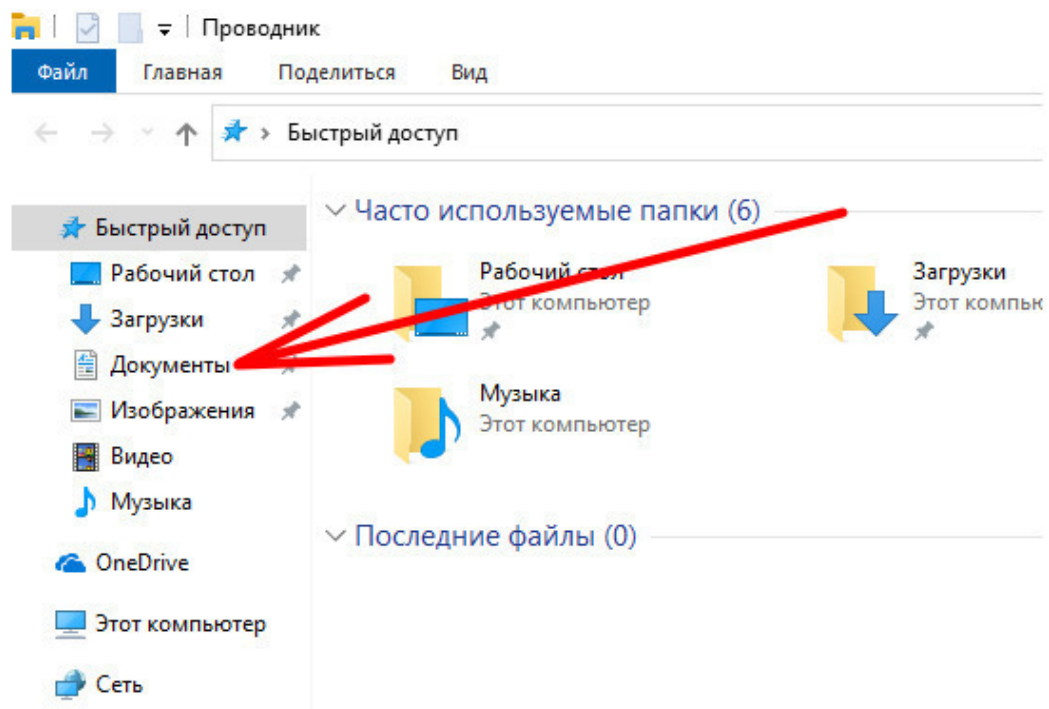 Проводник
Файл Главная Поделиться Вид
Быстрый доступ
Быстрый доступ
Рабочий стол
Загрузки
Документы
Изображения
Видео
Музыка
OneDrive
Этот компьютер
Сеть
Часто используемые папки (6)
Рабочий стол
Этот компьютер
Загрузки
Этот компью
Музыка
Этот компьютер
Последние файлы (0)